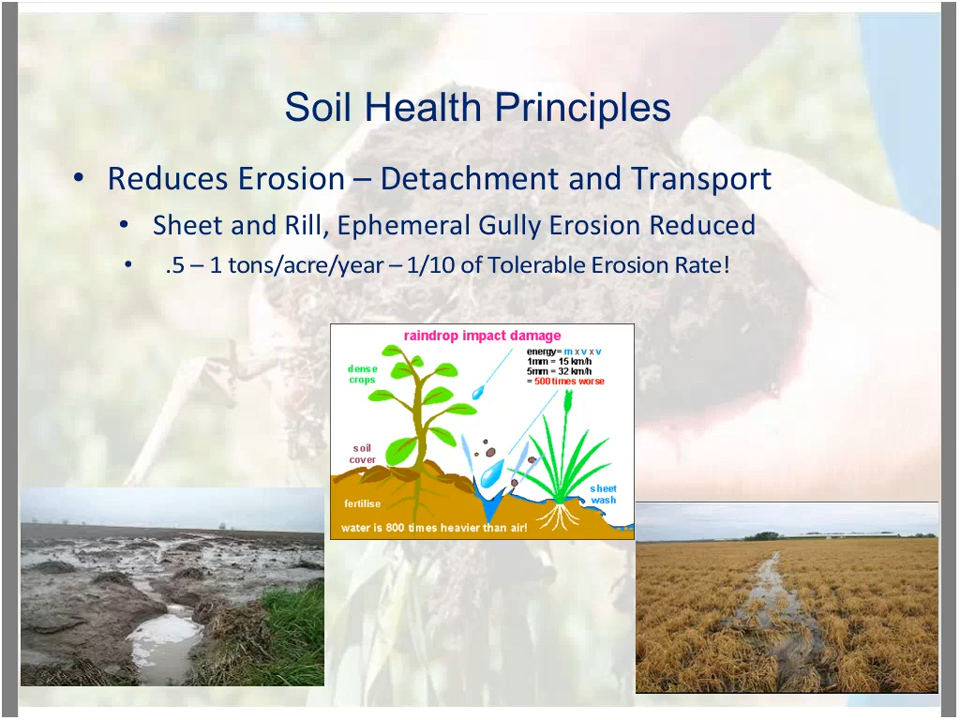 Soil Health Principles
• Reduces Erosion – Detachment and Transport
• Sheet and Rill, Ephemeral Gully Erosion Reduced
• .5 – 1 tons/acre/year – 1/10 of Tolerable Erosion Rate!
raindrop impact damage
energy= m x v x v
1mm = 15 km/h
5mm = 32 km/h
= 500 times worse
dense
crops
soil
cover
sheet
wash
fertilise
water is 800 times heavier than air!